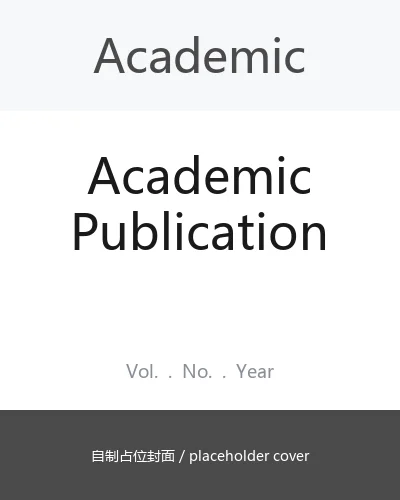 Academic
Academic
Publication
Vol. . No. . Year
自制占位封面 / placeholder cover